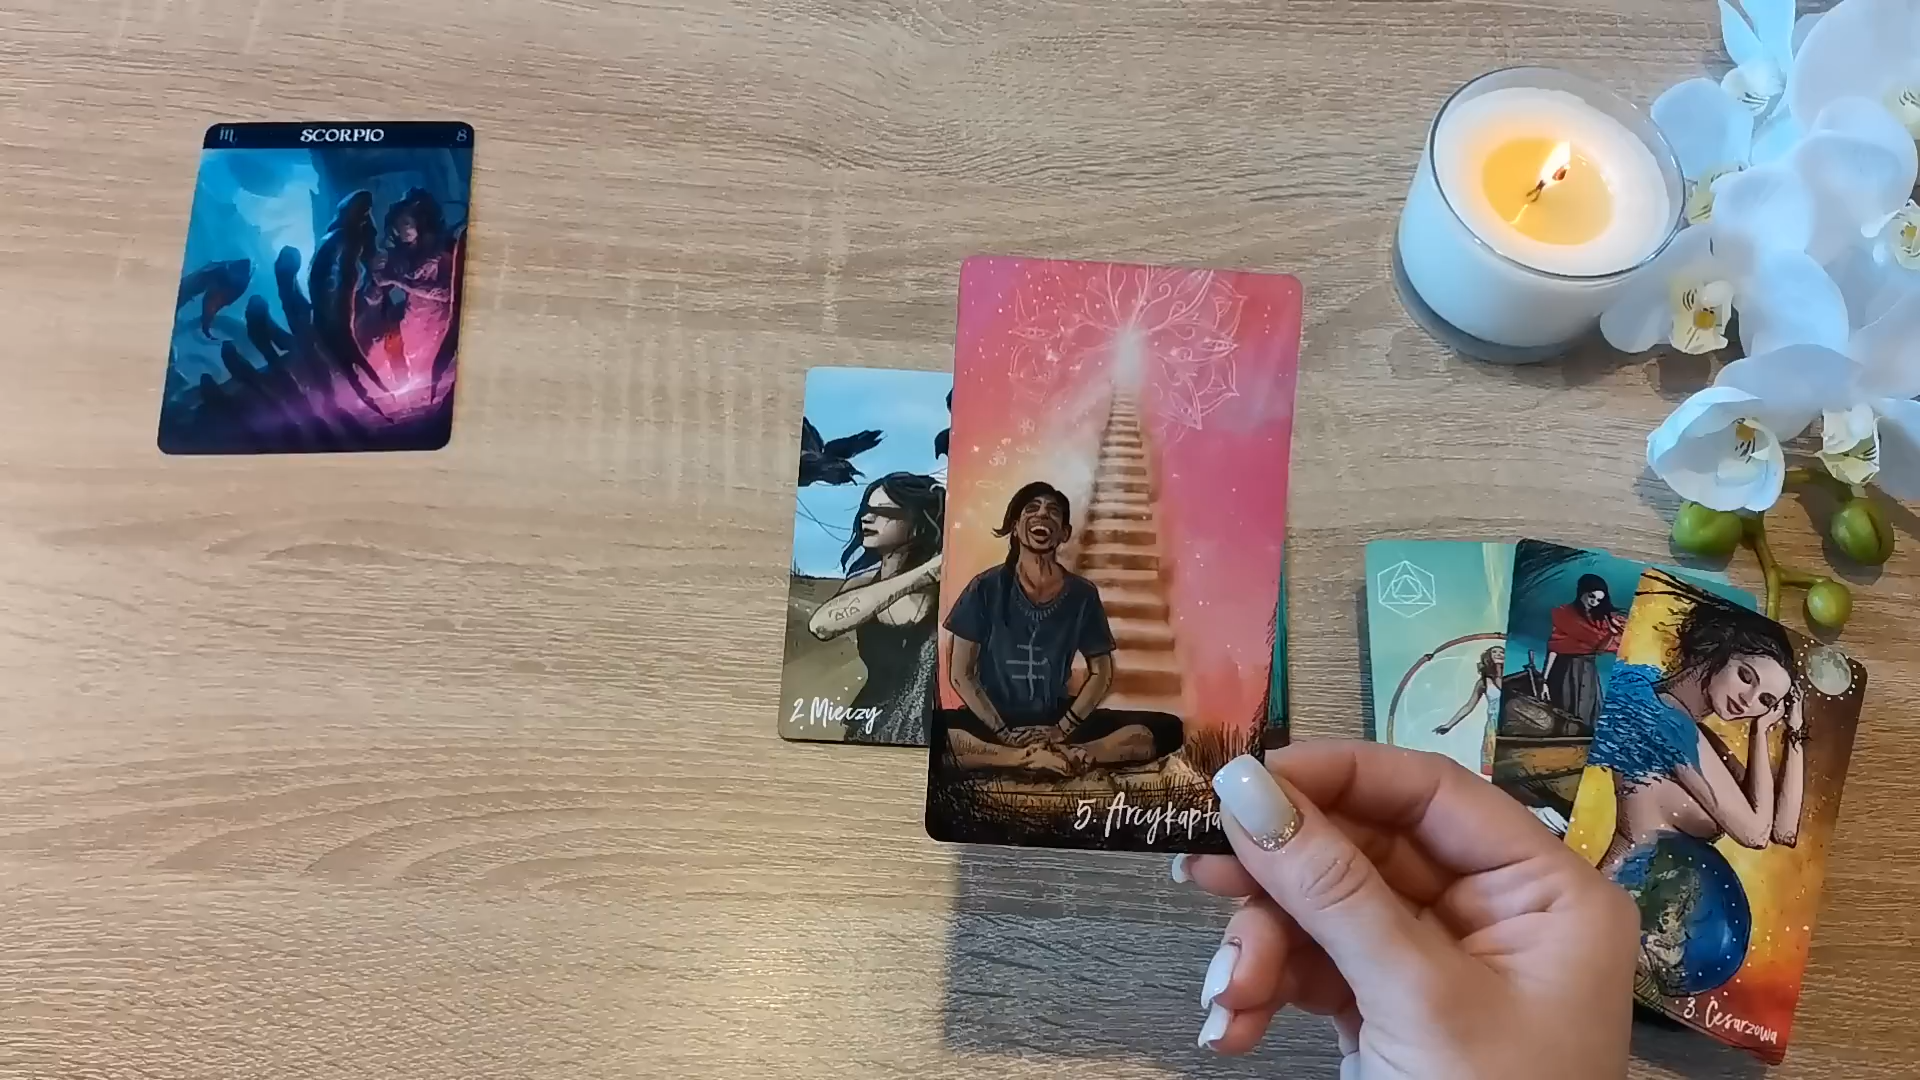 ♏ SCORPIO 8
2 Mieczy
5. Arcykapła
3. Cesarzowa